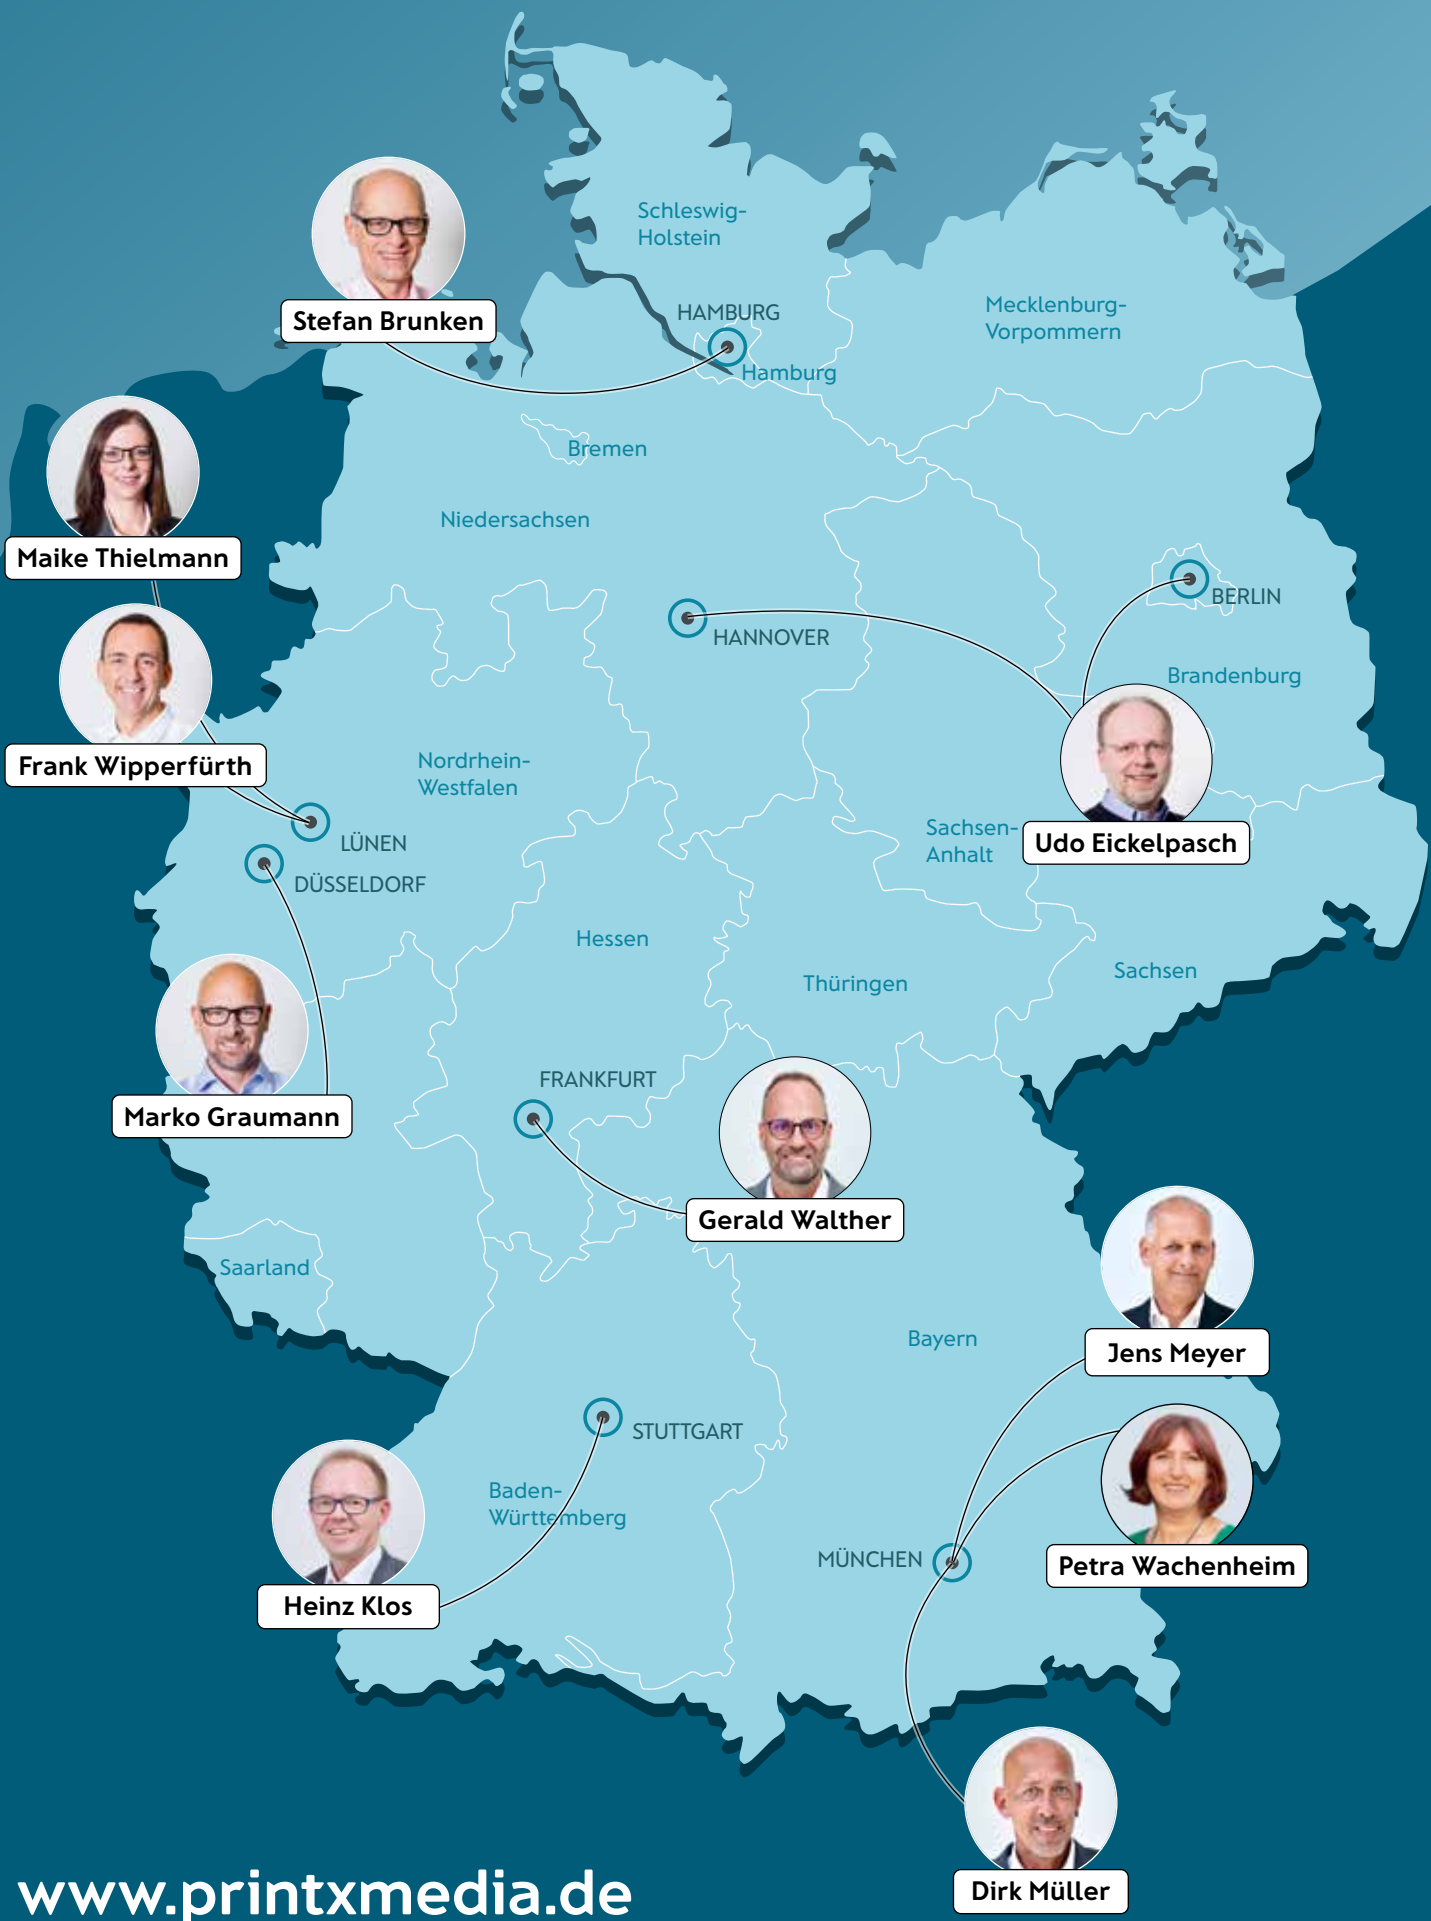 Schleswig-
Holstein
Stefan Brunken
HAMBURG
Hamburg
Mecklenburg-
Vorpommern
Bremen
Niedersachsen
Maike Thielmann
HANNOVER
BERLIN
Brandenburg
Frank Wipperfürth
Nordrhein-
Westfalen
LÜNEN
DÜSSELDORF
Sachsen-
Anhalt
Udo Eickelpasch
Hessen
Thüringen
Sachsen
Marko Graumann
FRANKFURT
Gerald Walther
Saarland
Bayern
Jens Meyer
STUTTGART
Baden-
Württemberg
MÜNCHEN
Petra Wachenheim
Heinz Klos
Dirk Müller
www.printxmedia.de